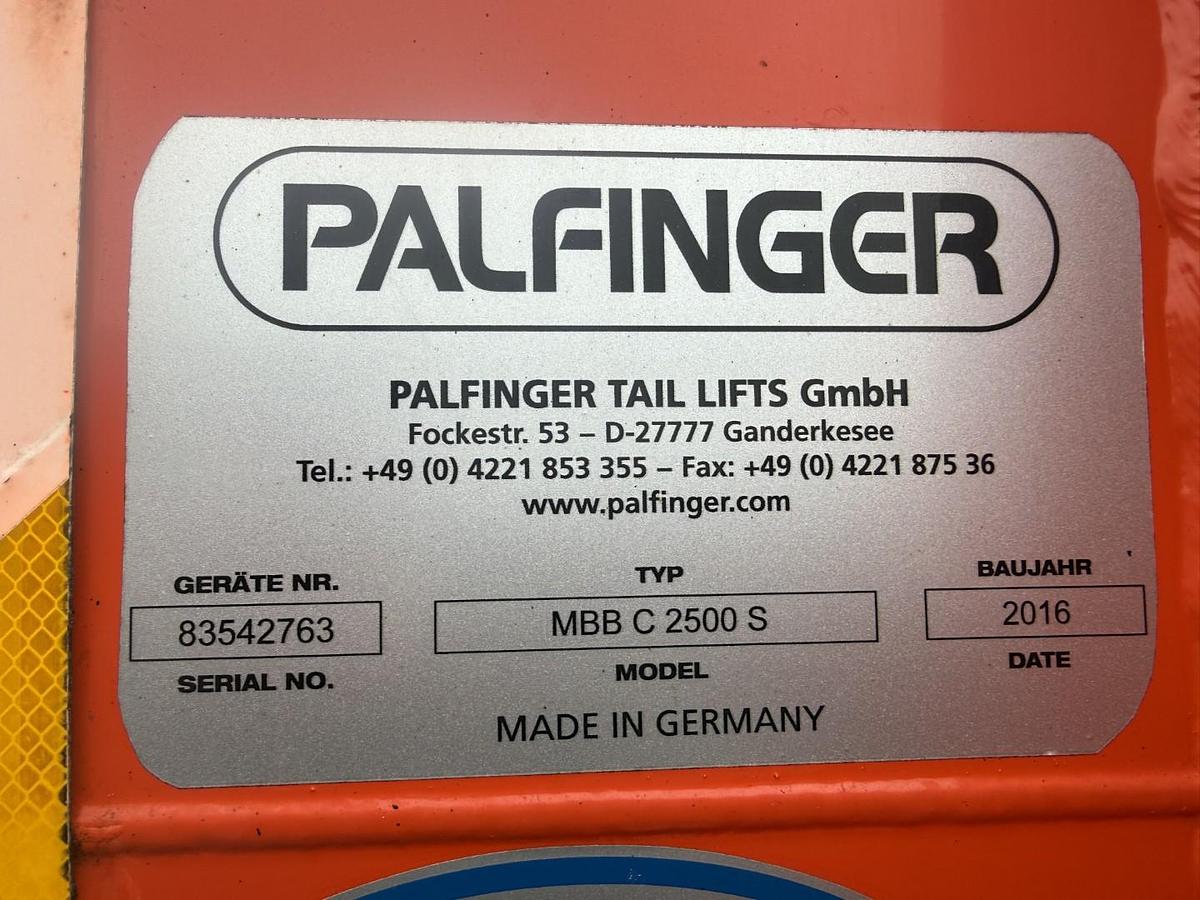 PALFINGER
PALFINGER TAIL LIFTS GmbH
Fockestr. 53 – D-27777 Ganderkesee
Tel.: +49 (0) 4221 853 355 – Fax: +49 (0) 4221 875 36
www.palfinger.com
GERÄTE NR. TYP BAUJAHR
83542763 MBB C 2500 S 2016
SERIAL NO. MODEL DATE
MADE IN GERMANY